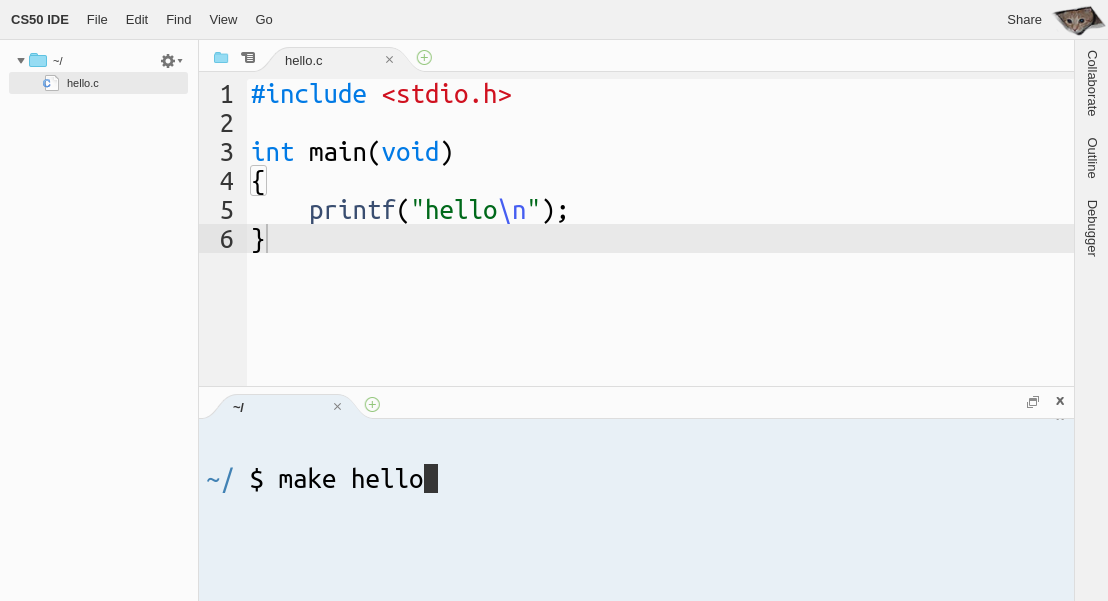 CS50 IDE File Edit Find View Go Share
~/
hello.c
hello.c ×
1 #include <stdio.h>
2
3 int main(void)
4 {
5     printf("hello\n");
6 }
~/ ×
~/ $ make hello
Collaborate
Outline
Debugger